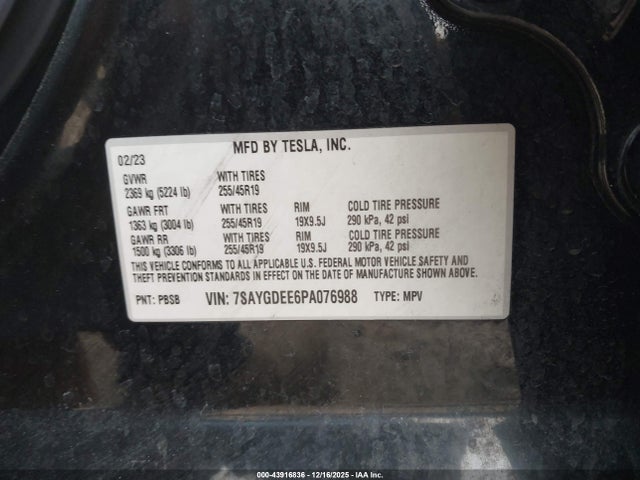 MFD BY TESLA, INC.
02/23
GVWR WITH TIRES
2369 kg (5224 lb) 255/45R19
GAWR FRT WITH TIRES RIM COLD TIRE PRESSURE
1363 kg (3004 lb) 255/45R19 19X9.5J 290 kPa, 42 psi
GAWR RR WITH TIRES RIM COLD TIRE PRESSURE
1500 kg (3306 lb) 255/45R19 19X9.5J 290 kPa, 42 psi
THIS VEHICLE CONFORMS TO ALL APPLICABLE U.S. FEDERAL MOTOR VEHICLE SAFETY AND
THEFT PREVENTION STANDARDS IN EFFECT ON THE DATE OF MANUFACTURE SHOWN ABOVE.
PNT: PBSB VIN: 7SAYGDEE6PA076988 TYPE: MPV
000-43916836 - 12/16/2025 - IAA Inc.